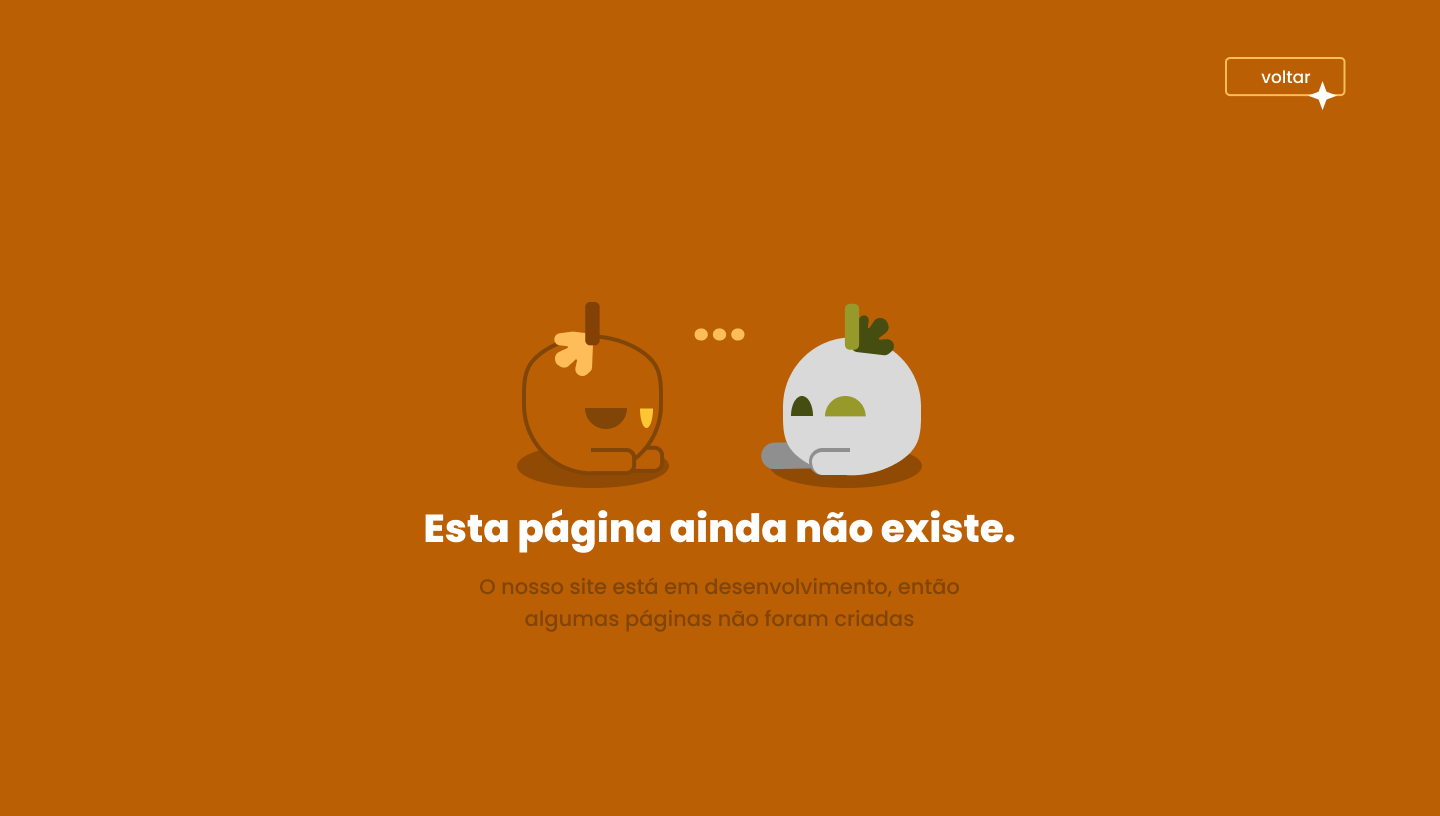 voltar
Esta página ainda não existe.
O nosso site está em desenvolvimento, então
algumas páginas não foram criadas